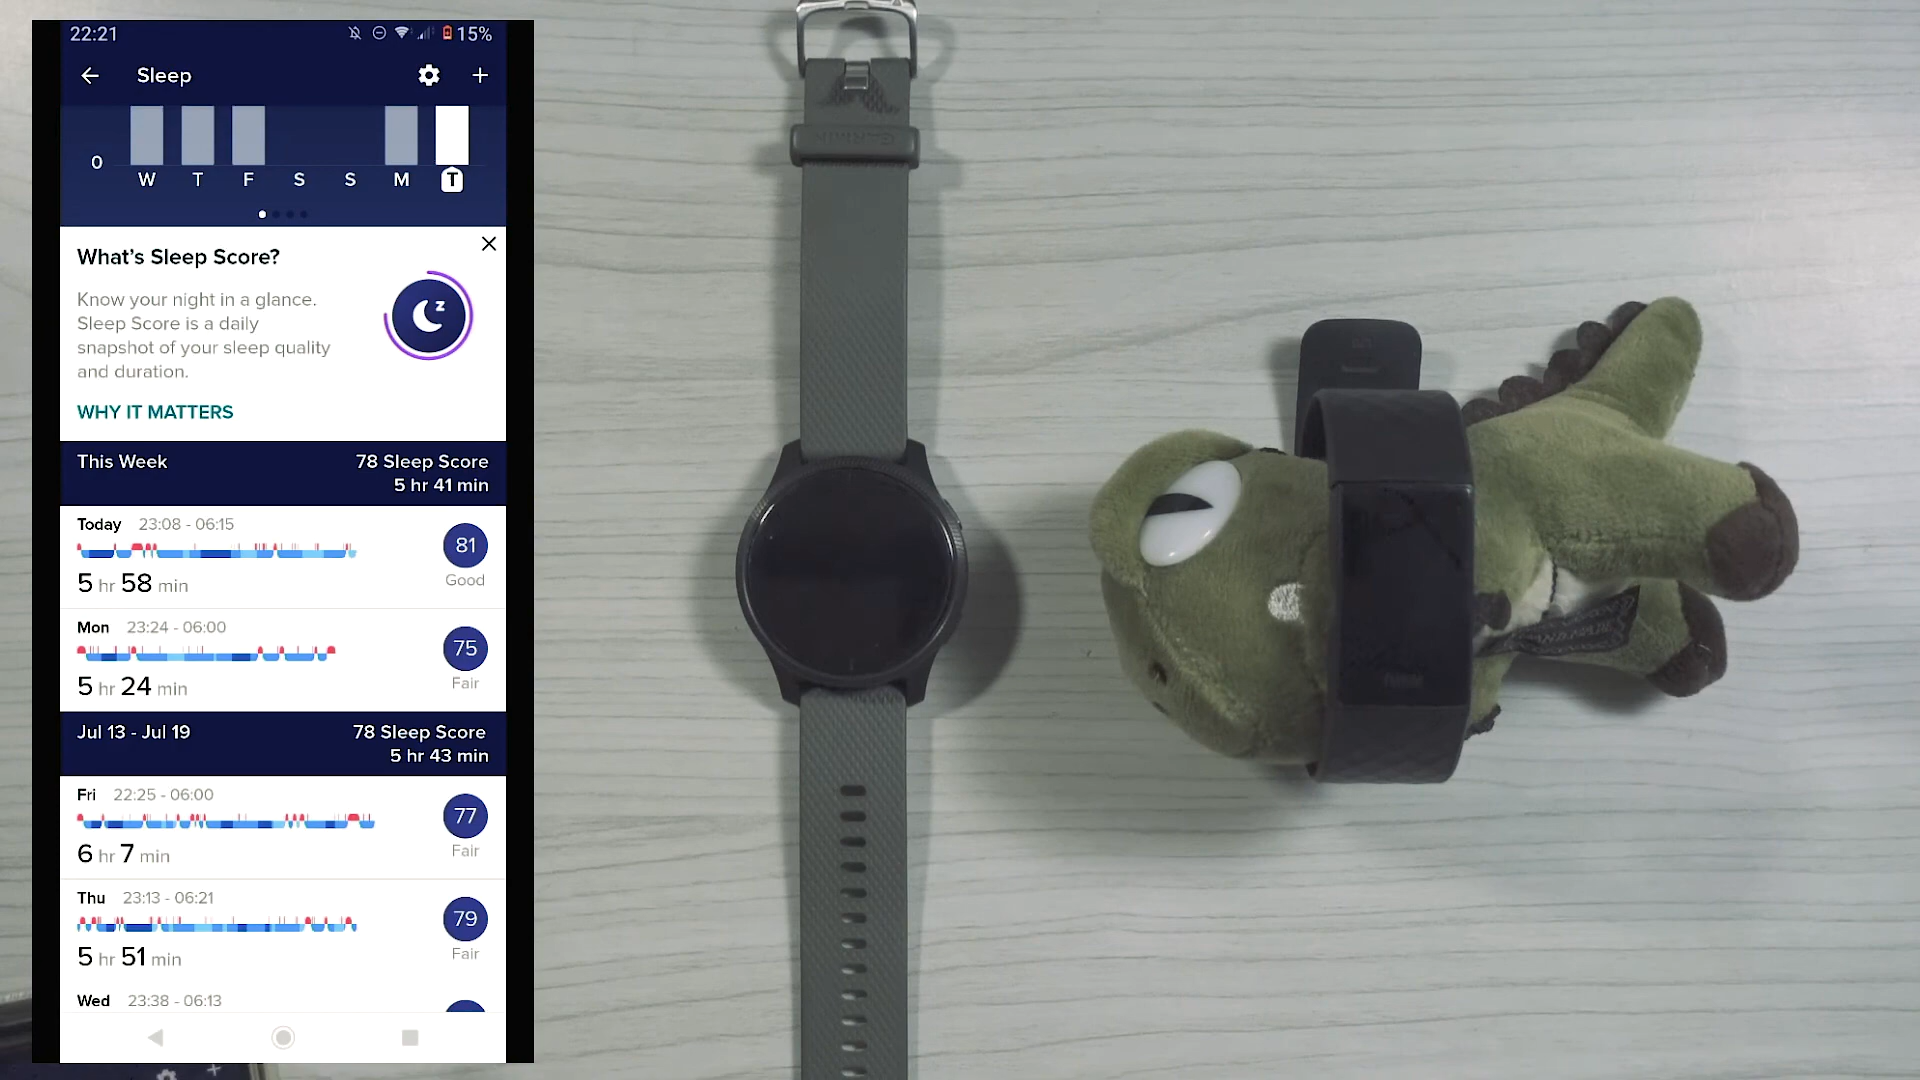 22:21
15%
Sleep
0
W T F S S M T
What's Sleep Score?
Know your night in a glance.
Sleep Score is a daily
snapshot of your sleep quality
and duration.
WHY IT MATTERS
This Week 78 Sleep Score
5 hr 41 min
Today 23:08 - 06:15
81
Good
5 hr 58 min
Mon 23:24 - 06:00
75
Fair
5 hr 24 min
Jul 13 - Jul 19 78 Sleep Score
5 hr 43 min
Fri 22:25 - 06:00
77
Fair
6 hr 7 min
Thu 23:13 - 06:21
79
Fair
5 hr 51 min
Wed 23:38 - 06:13
GARMIN
fitbit